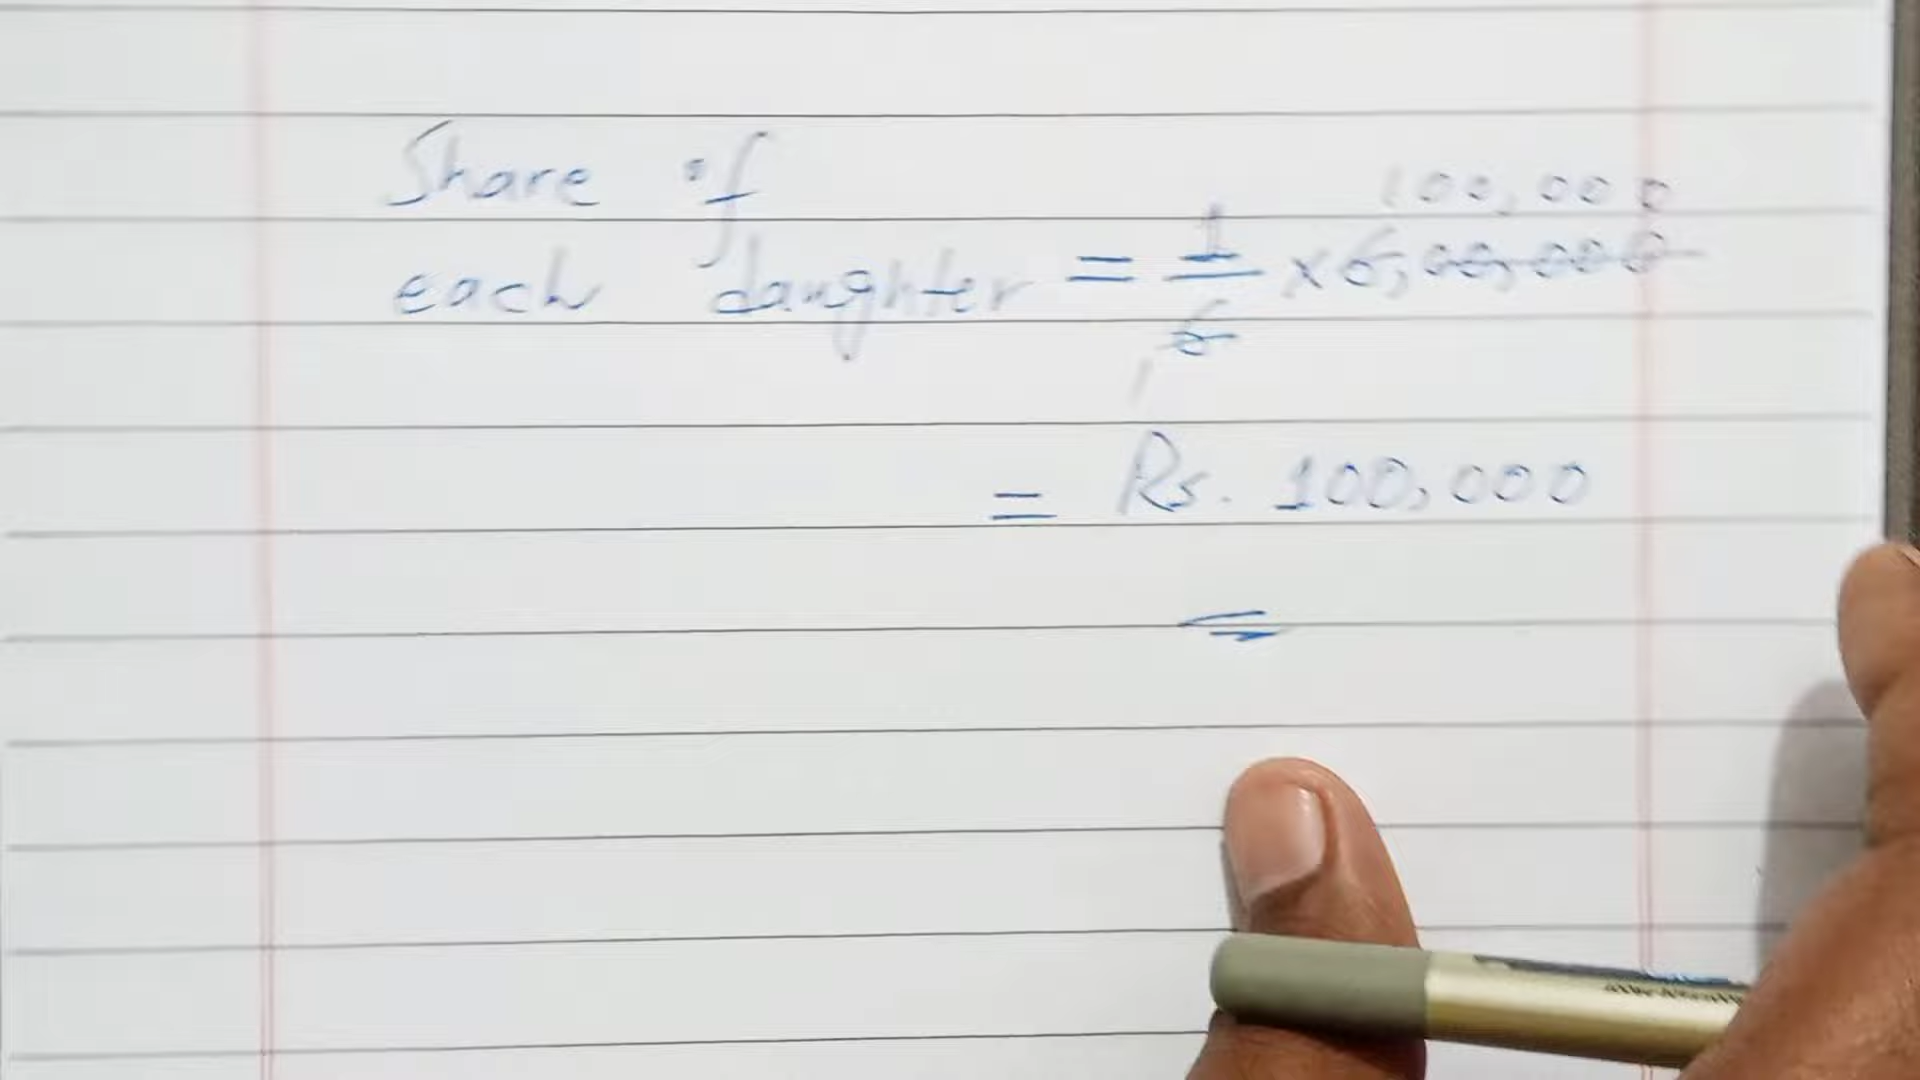 Share of
100,000
each daughter = 1/6 × 6,00,000
1
= Rs. 100,000